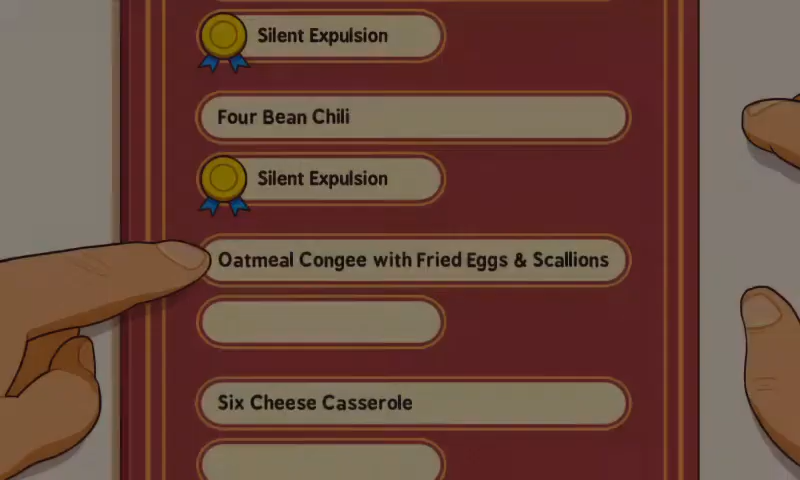 Silent Expulsion
Four Bean Chili
Silent Expulsion
Oatmeal Congee with Fried Eggs & Scallions
Six Cheese Casserole